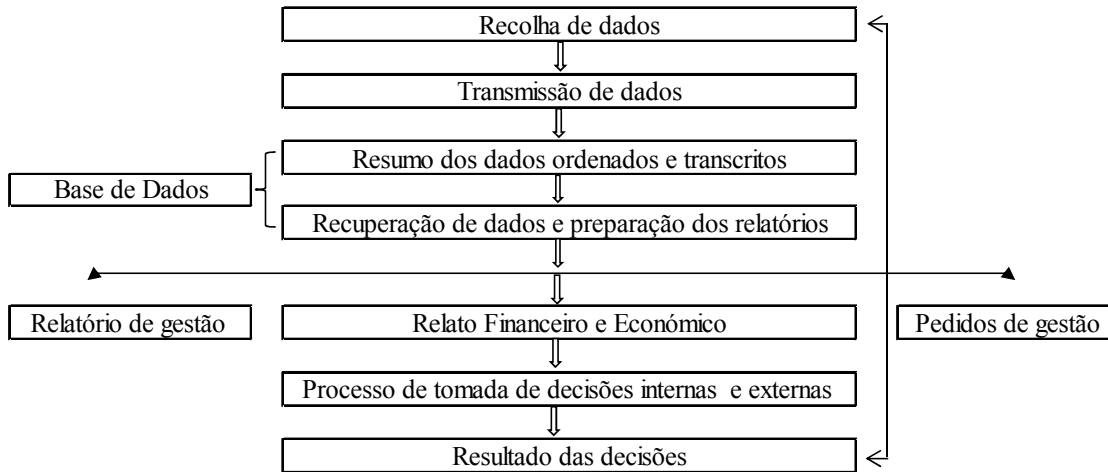 Recolha de dados
Transmissão de dados
Resumo dos dados ordenados e transcritos
Base de Dados
Recuperação de dados e preparação dos relatórios
Relatório de gestão
Relato Financeiro e Económico
Pedidos de gestão
Processo de tomada de decisões internas e externas
Resultado das decisões